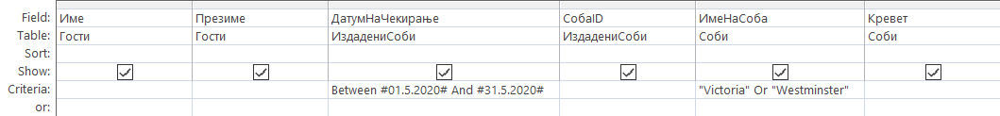 Field: Име Презиме ДатумНаЧекирање СобаID ИмеНаСоба Кревет
Table: Гости Гости ИздадениСоби ИздадениСоби Соби Соби
Sort:
Show:
Criteria: Between #01.5.2020# And #31.5.2020# "Victoria" Or "Westminster"
or: